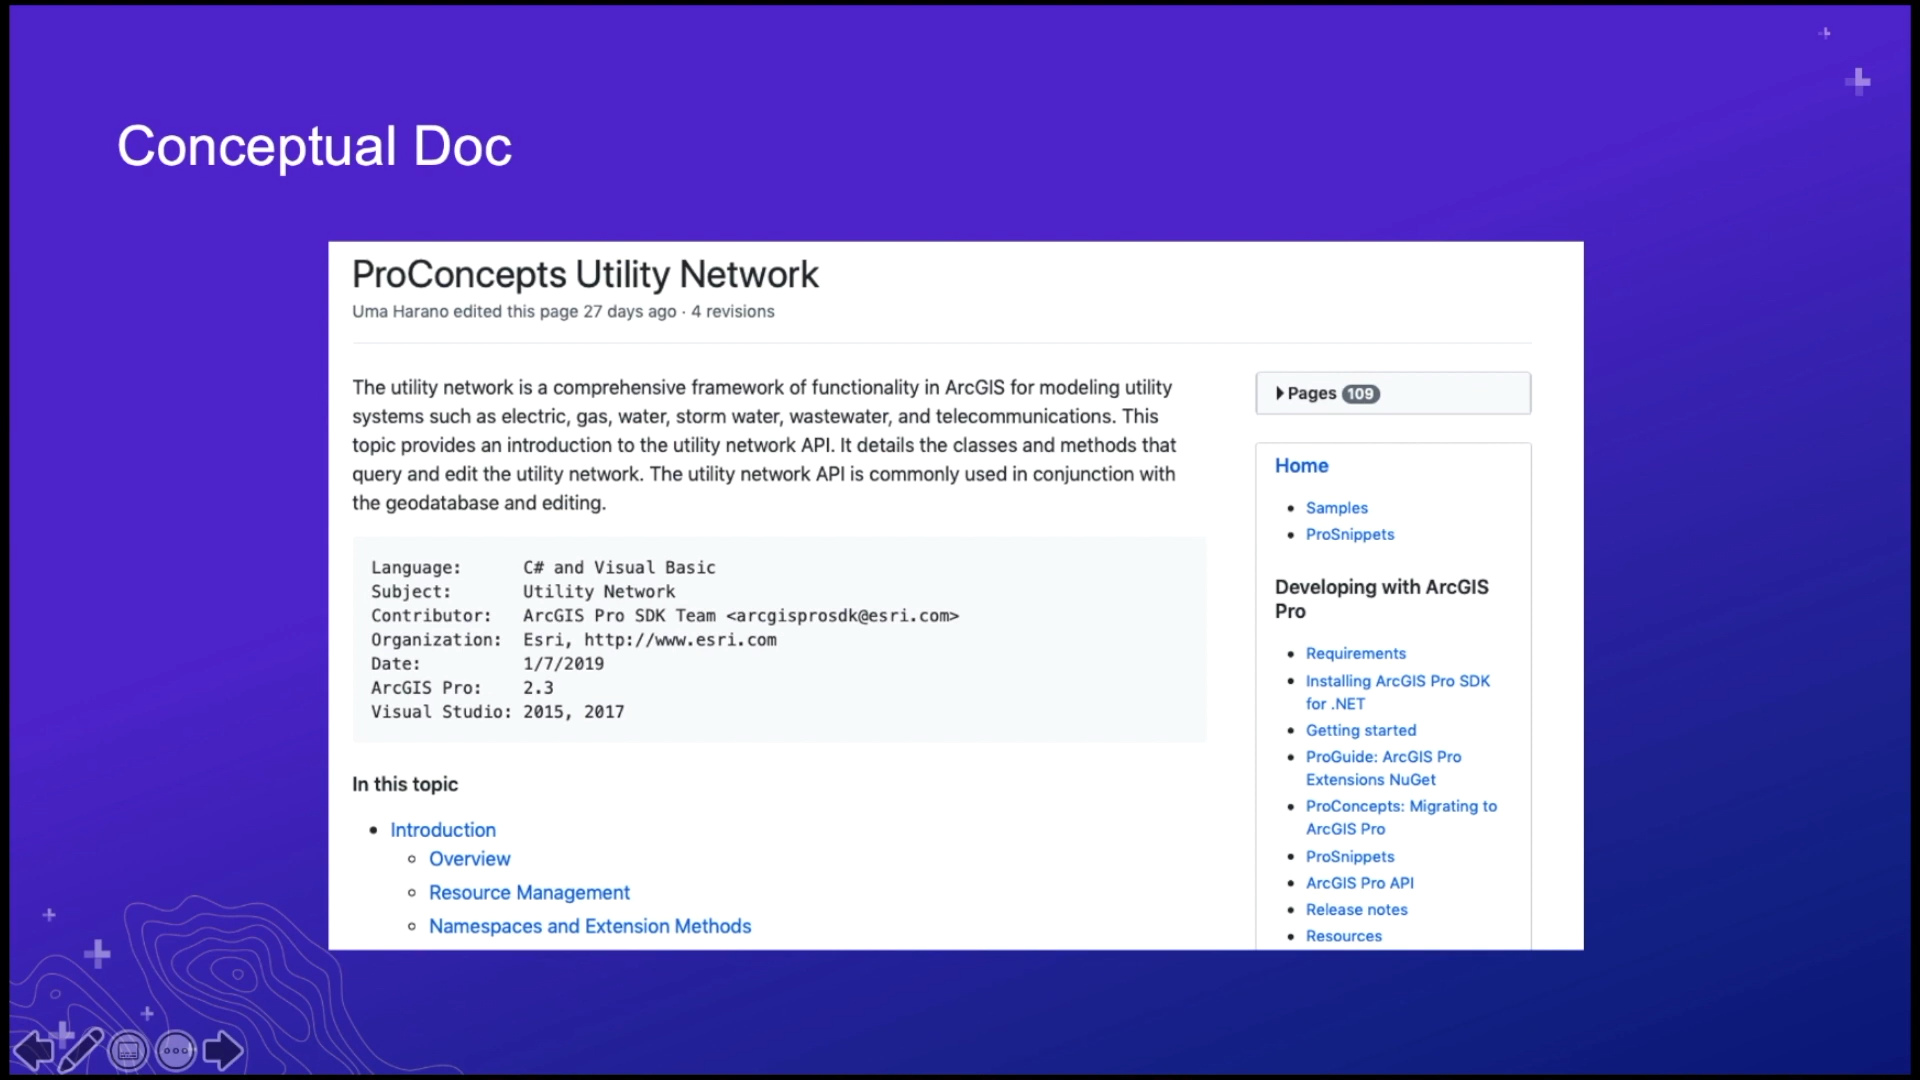 Conceptual Doc
ProConcepts Utility Network
Uma Harano edited this page 27 days ago · 4 revisions
The utility network is a comprehensive framework of functionality in ArcGIS for modeling utility
systems such as electric, gas, water, storm water, wastewater, and telecommunications. This
topic provides an introduction to the utility network API. It details the classes and methods that
query and edit the utility network. The utility network API is commonly used in conjunction with
the geodatabase and editing.
Language: C# and Visual Basic
Subject: Utility Network
Contributor: ArcGIS Pro SDK Team <arcgisprosdk@esri.com>
Organization: Esri, http://www.esri.com
Date: 1/7/2019
ArcGIS Pro: 2.3
Visual Studio: 2015, 2017
In this topic
Introduction
Overview
Resource Management
Namespaces and Extension Methods
Pages 109
Home
Samples
ProSnippets
Developing with ArcGIS
Pro
Requirements
Installing ArcGIS Pro SDK
for .NET
Getting started
ProGuide: ArcGIS Pro
Extensions NuGet
ProConcepts: Migrating to
ArcGIS Pro
ProSnippets
ArcGIS Pro API
Release notes
Resources